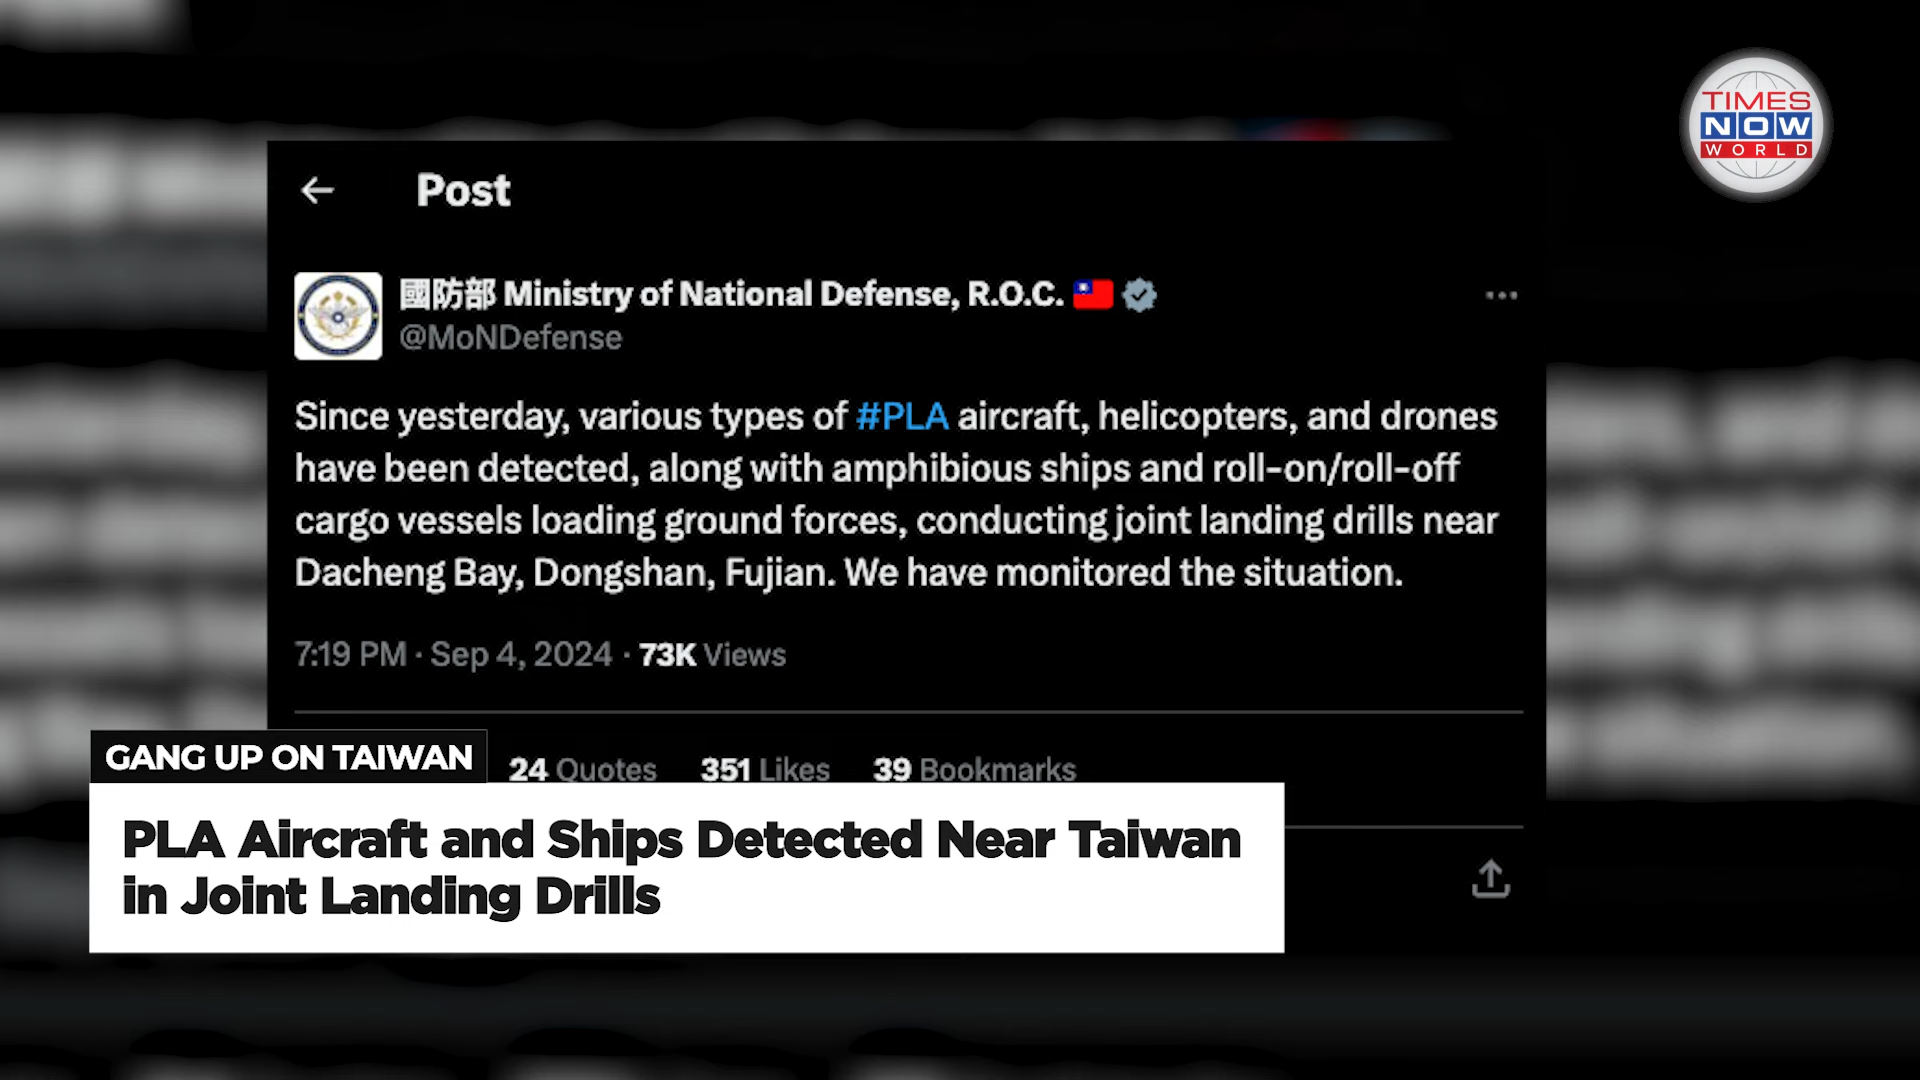 TIMES
NOW
WORLD
Post
國防部 Ministry of National Defense, R.O.C.
@MoNDefense
Since yesterday, various types of #PLA aircraft, helicopters, and drones
have been detected, along with amphibious ships and roll-on/roll-off
cargo vessels loading ground forces, conducting joint landing drills near
Dacheng Bay, Dongshan, Fujian. We have monitored the situation.
7:19 PM · Sep 4, 2024 · 73K Views
24 Quotes 351 Likes 39 Bookmarks
GANG UP ON TAIWAN
PLA Aircraft and Ships Detected Near Taiwan
in Joint Landing Drills